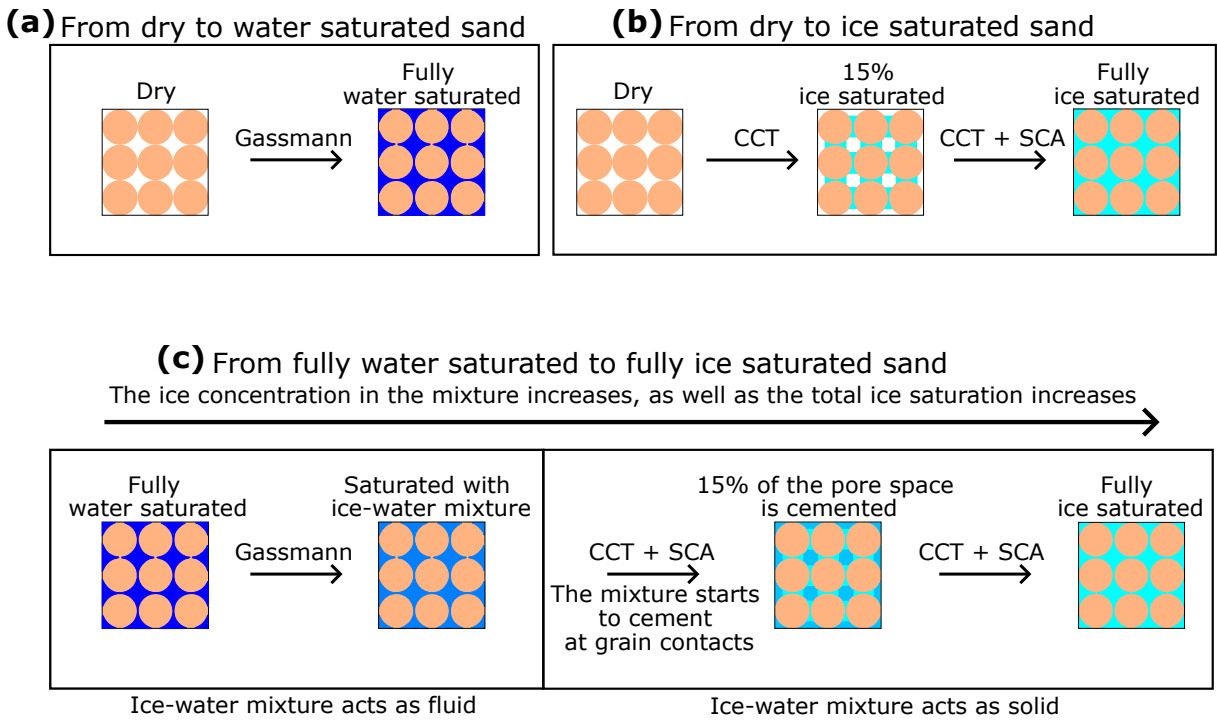 (a) From dry to water saturated sand
Dry
Gassmann
Fully
water saturated
(b) From dry to ice saturated sand
Dry
CCT
15%
ice saturated
CCT + SCA
Fully
ice saturated
(c) From fully water saturated to fully ice saturated sand
The ice concentration in the mixture increases, as well as the total ice saturation increases
Fully
water saturated
Gassmann
Saturated with
ice-water mixture
CCT + SCA
The mixture starts
to cement
at grain contacts
15% of the pore space
is cemented
CCT + SCA
Fully
ice saturated
Ice-water mixture acts as fluid
Ice-water mixture acts as solid